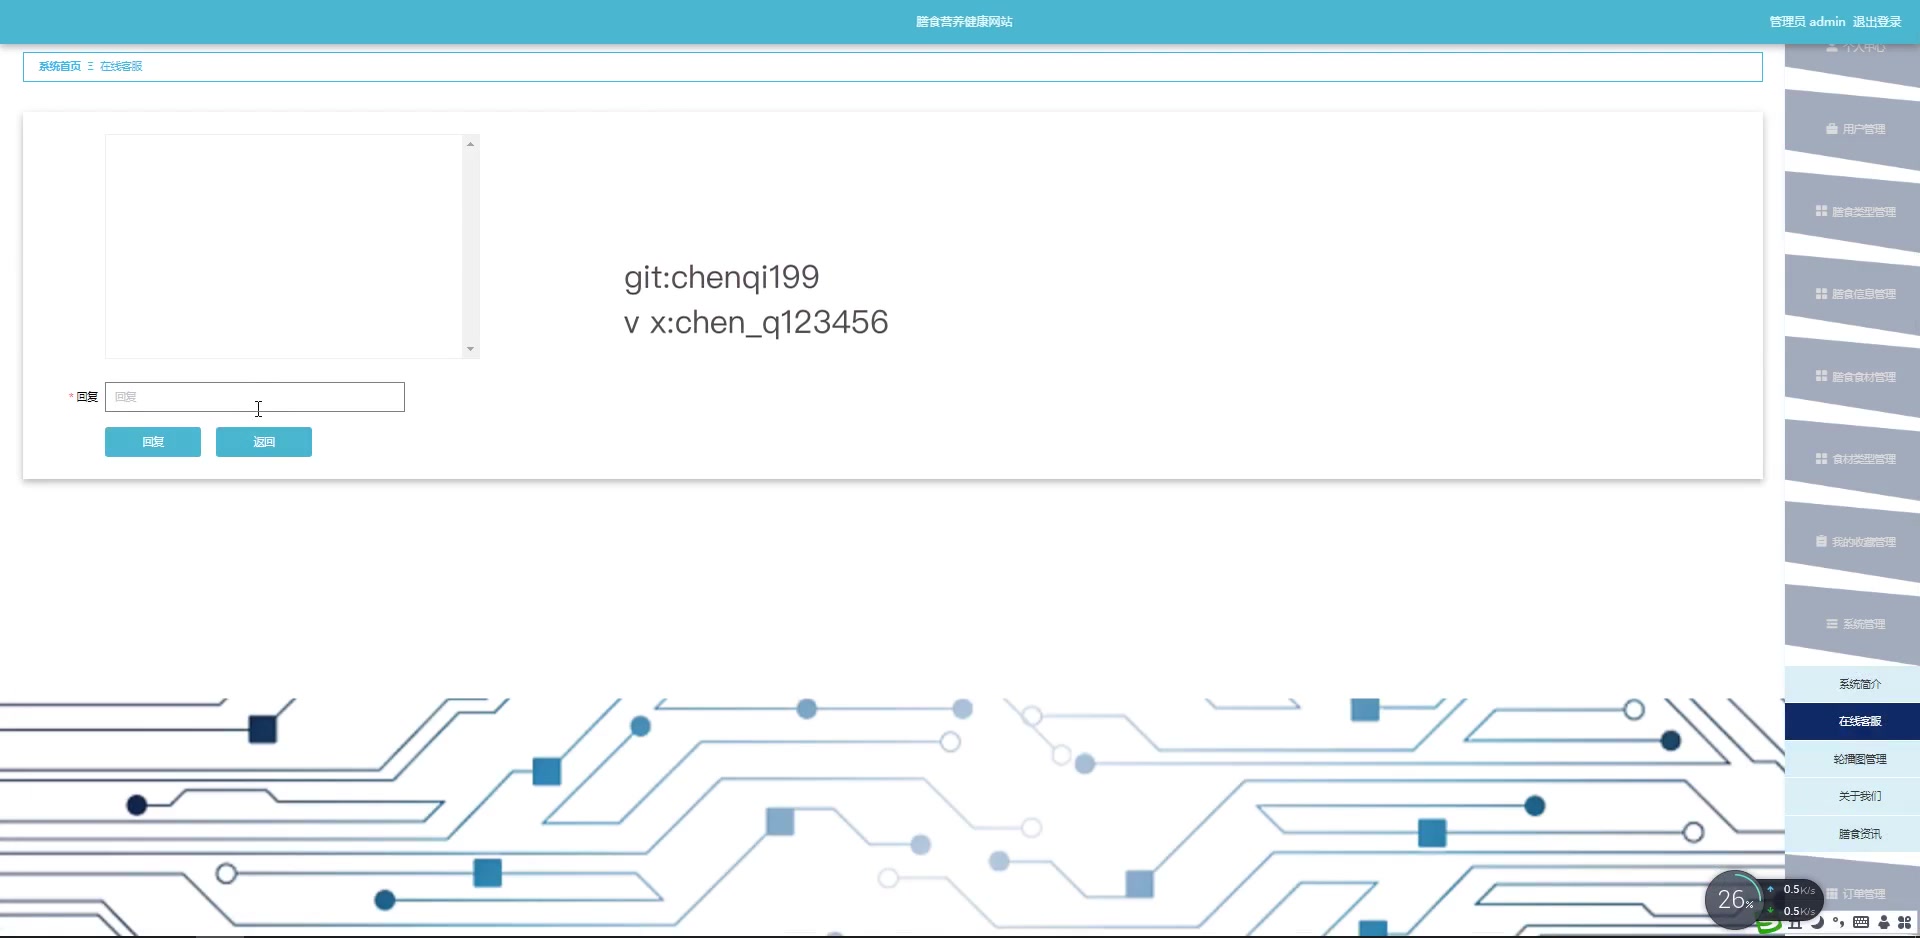 膳食营养健康网站
管理员 admin 退出登录
系统首页 Ξ 在线客服
个人中心
用户管理
膳食类型管理
膳食信息管理
膳食食材管理
食材类型管理
我的收藏管理
系统管理
系统简介
在线客服
轮播图管理
关于我们
膳食资讯
订单管理
git:chenqi199
v x:chen_q123456
* 回复 回复
回复 返回
26%
0.5K/s
0.5K/s